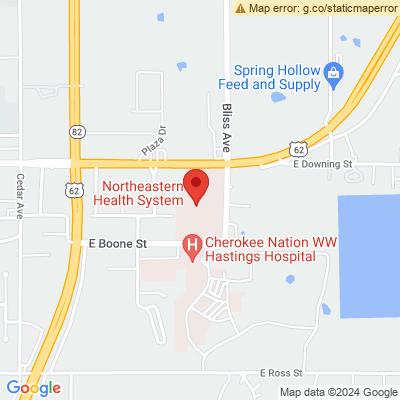 Map error: g.co/staticmaperror
Spring Hollow
Feed and Supply
Bliss Ave
82
Plaza Dr
62
E Downing St
Cedar Ave
62
Northeastern
Health System
E Boone St
H
Cherokee Nation WW
Hastings Hospital
E Ross St
Google
Map data ©2024 Google